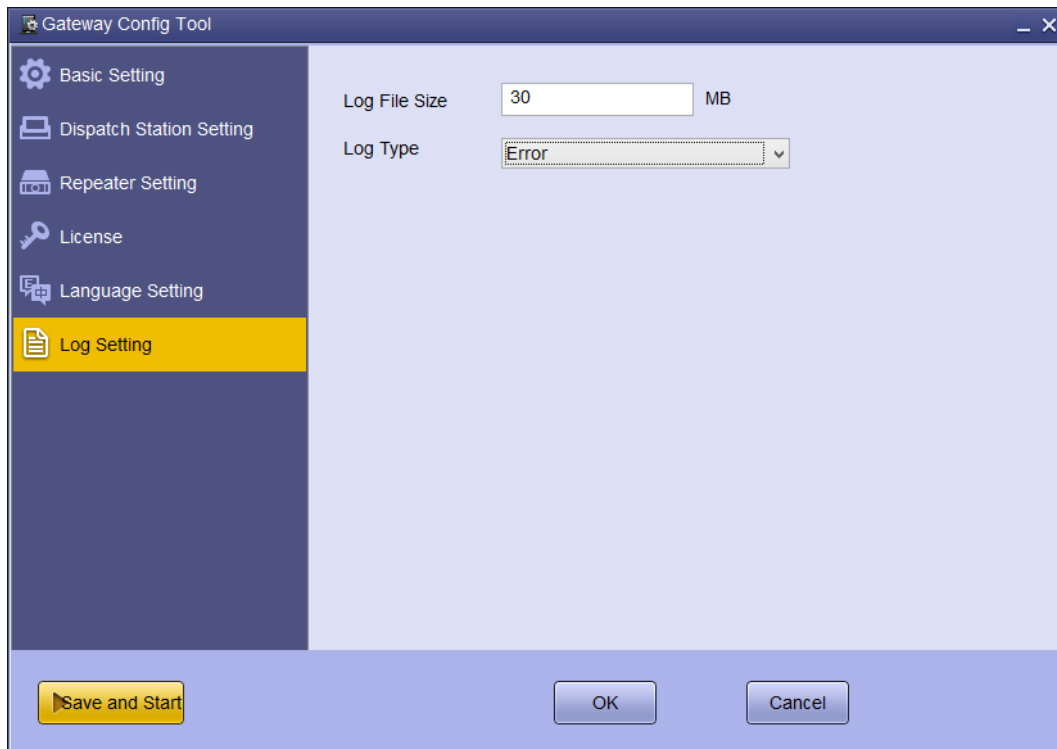 Gateway Config Tool
Basic Setting
Dispatch Station Setting
Repeater Setting
License
Language Setting
Log Setting
Log File Size 30 MB
Log Type Error
Save and Start OK Cancel